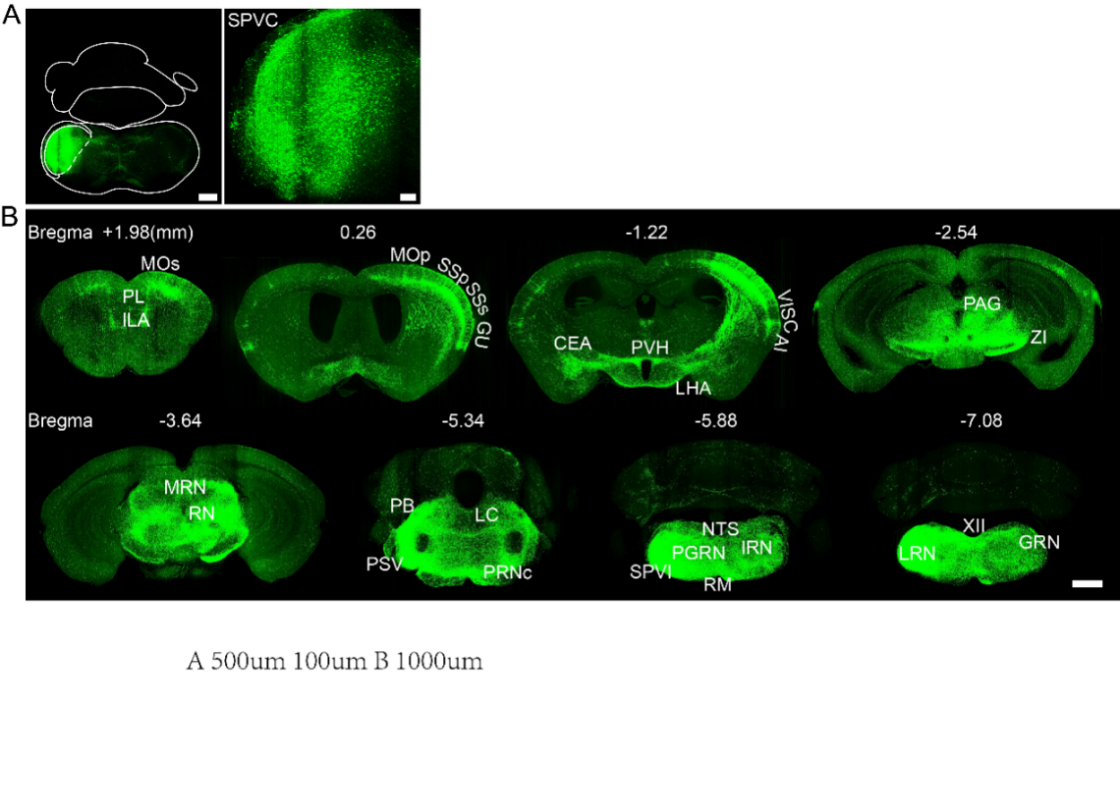 A
SPVC
B
Bregma +1.98(mm) 0.26 -1.22 -2.54
MOs
PL
ILA
MOp
SSp
SSs
GU
VISC
AI
CEA
PVH
LHA
PAG
ZI
Bregma -3.64 -5.34 -5.88 -7.08
MRN
RN
PB
LC
PSV
PRNc
NTS
PGRN
IRN
SPVI
RM
XII
LRN
GRN
A 500um 100um B 1000um